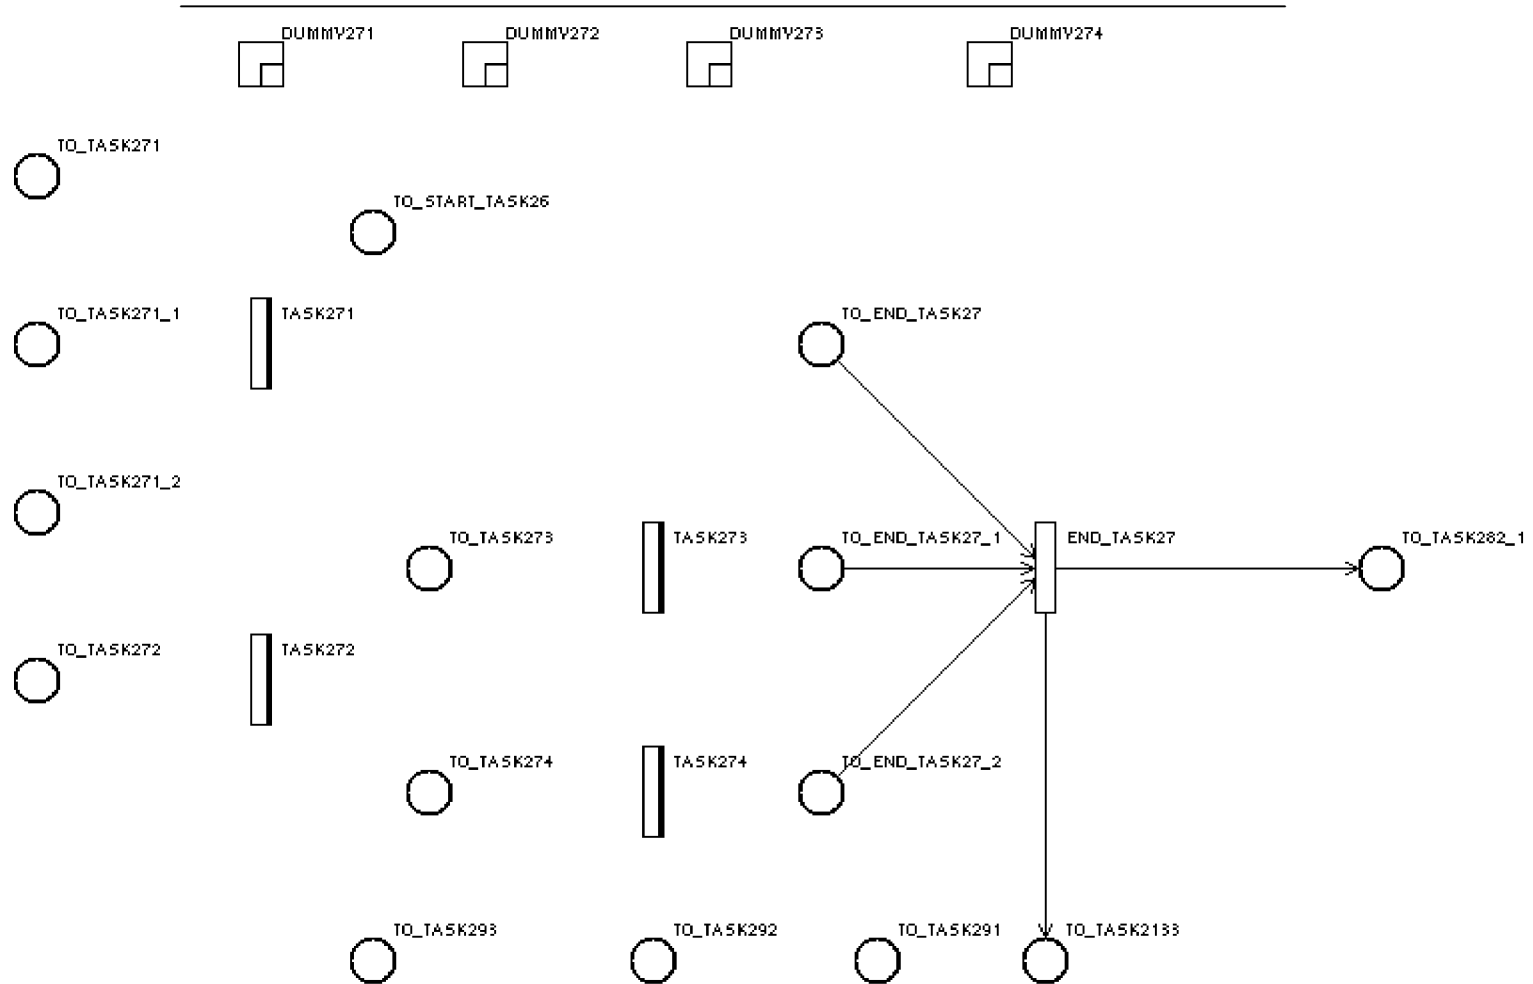 DUMMY271
DUMMY272
DUMMY273
DUMMY274
TO_TASK271
TO_START_TASK26
TO_TASK271_1
TASK271
TO_END_TASK27
TO_TASK271_2
TO_TASK273
TASK273
TO_END_TASK27_1
END_TASK27
TO_TASK282_1
TO_TASK272
TASK272
TO_TASK274
TASK274
TO_END_TASK27_2
TO_TASK293
TO_TASK292
TO_TASK291
TO_TASK2133